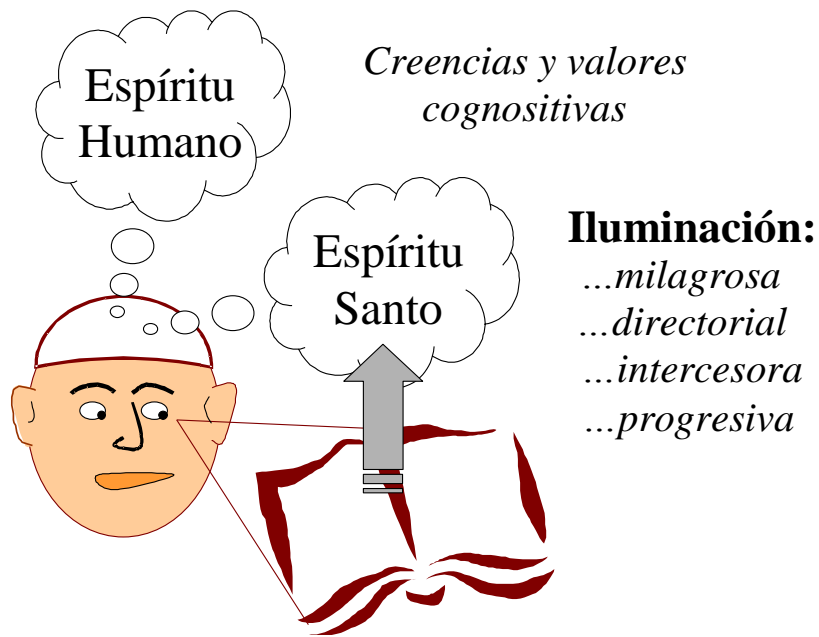 Espíritu
Humano
Creencias y valores
cognositivas
Espíritu
Santo
Iluminación:
...milagrosa
...directorial
...intercesora
...progresiva